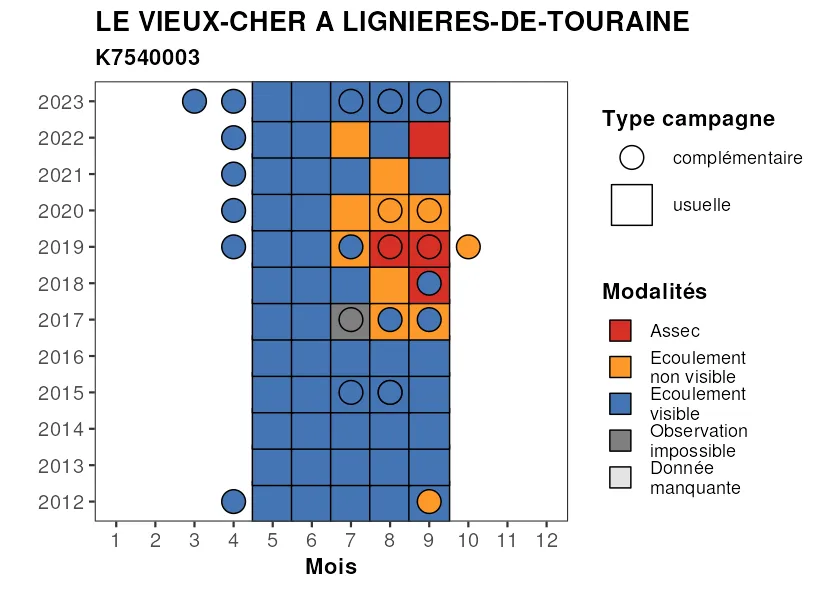 LE VIEUX-CHER A LIGNIERES-DE-TOURAINE
K7540003
2023
2022
2021
2020
2019
2018
2017
2016
2015
2014
2013
2012
1 2 3 4 5 6 7 8 9 10 11 12
Mois
Type campagne
complémentaire
usuelle
Modalités
Assec
Ecoulement
non visible
Ecoulement
visible
Observation
impossible
Donnée
manquante